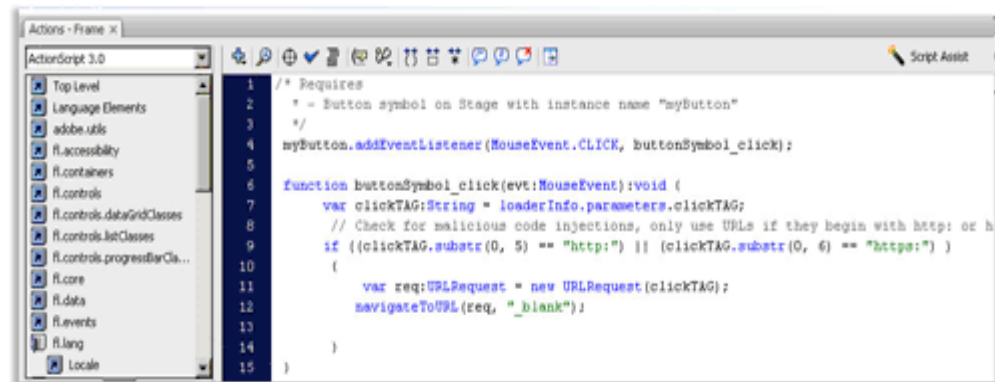 Actions - Frame ×
ActionScript 3.0
Script Assist
Top Level
Language Elements
adobe.utils
fl.accessibility
fl.containers
fl.controls
fl.controls.dataGridClasses
fl.controls.listClasses
fl.controls.progressBarCla...
fl.core
fl.data
fl.events
fl.lang
Locale
1 /* Requires
2 * - Button symbol on Stage with instance name "myButton"
3 */
4 myButton.addEventListener(MouseEvent.CLICK, buttonSymbol_click);
5
6 function buttonSymbol_click(evt:MouseEvent):void {
7 var clickTAG:String = loaderInfo.parameters.clickTAG;
8 // Check for malicious code injections, only use URLs if they begin with http: or h
9 if ((clickTAG.substr(0, 5) == "http:") || (clickTAG.substr(0, 6) == "https:") )
10 {
11 var req:URLRequest = new URLRequest(clickTAG);
12 navigateToURL(req, "_blank");
13
14 }
15 }